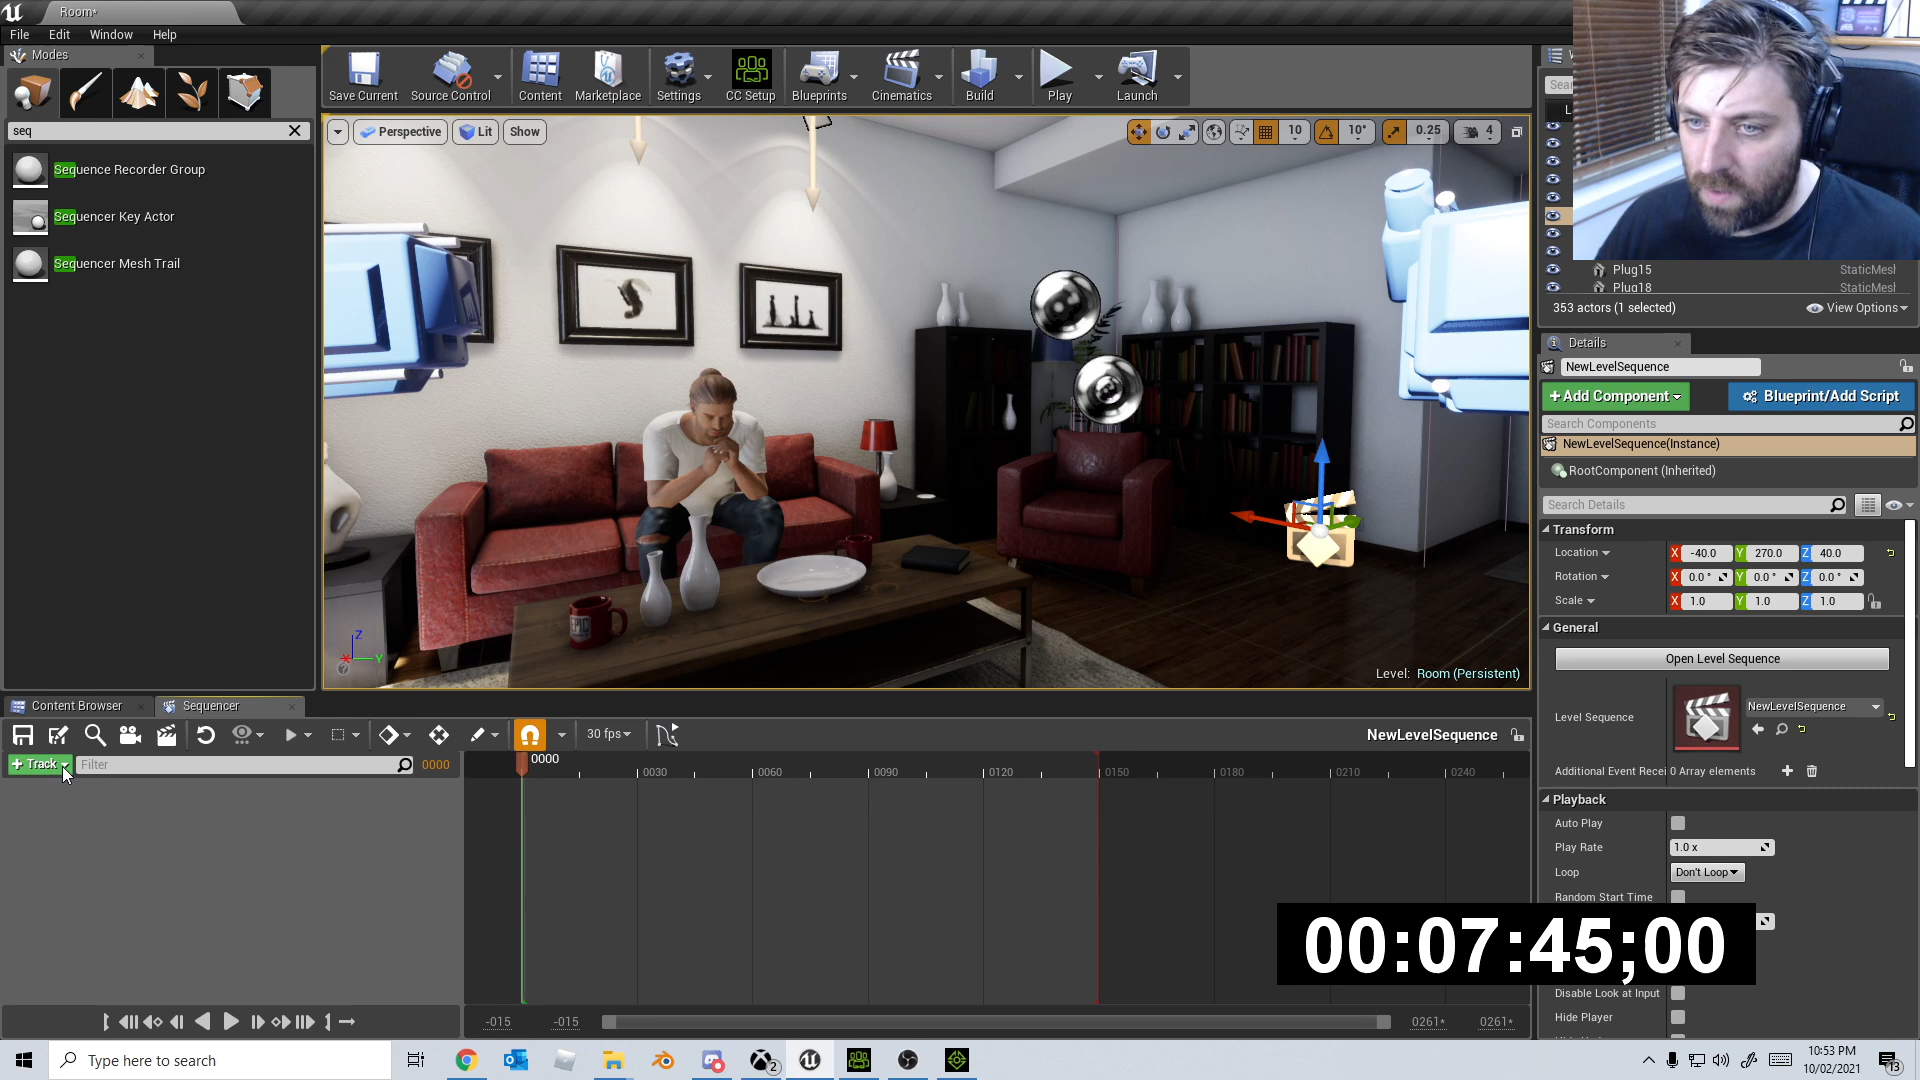 Room*
File Edit Window Help
Modes
seq
Sequence Recorder Group
Sequencer Key Actor
Sequencer Mesh Trail
Save Current Source Control Content Marketplace Settings CC Setup Blueprints Cinematics Build Play Launch
Perspective Lit Show
10 10° 0.25 4
EPIC
Level: Room (Persistent)
Plug15 StaticMesl
Plug18 StaticMesl
353 actors (1 selected) View Options
Details
NewLevelSequence
+Add Component Blueprint/Add Script
Search Components
NewLevelSequence(Instance)
RootComponent (Inherited)
Search Details
Transform
Location X -40.0 Y 270.0 Z 40.0
Rotation X 0.0 ° Y 0.0 ° Z 0.0 °
Scale X 1.0 Y 1.0 Z 1.0
General
Open Level Sequence
Level Sequence NewLevelSequence
Additional Event Recei 0 Array elements
Playback
Auto Play
Play Rate 1.0 x
Loop Don't Loop
Random Start Time
Disable Look at Input
Hide Player
Content Browser Sequencer
30 fps NewLevelSequence
+ Track Filter 0000
0000
0030 0060 0090 0120 0150 0180 0210 0240
-015 -015 0261* 0261*
00:07:45;00
Type here to search
10:53 PM
10/02/2021
2
13